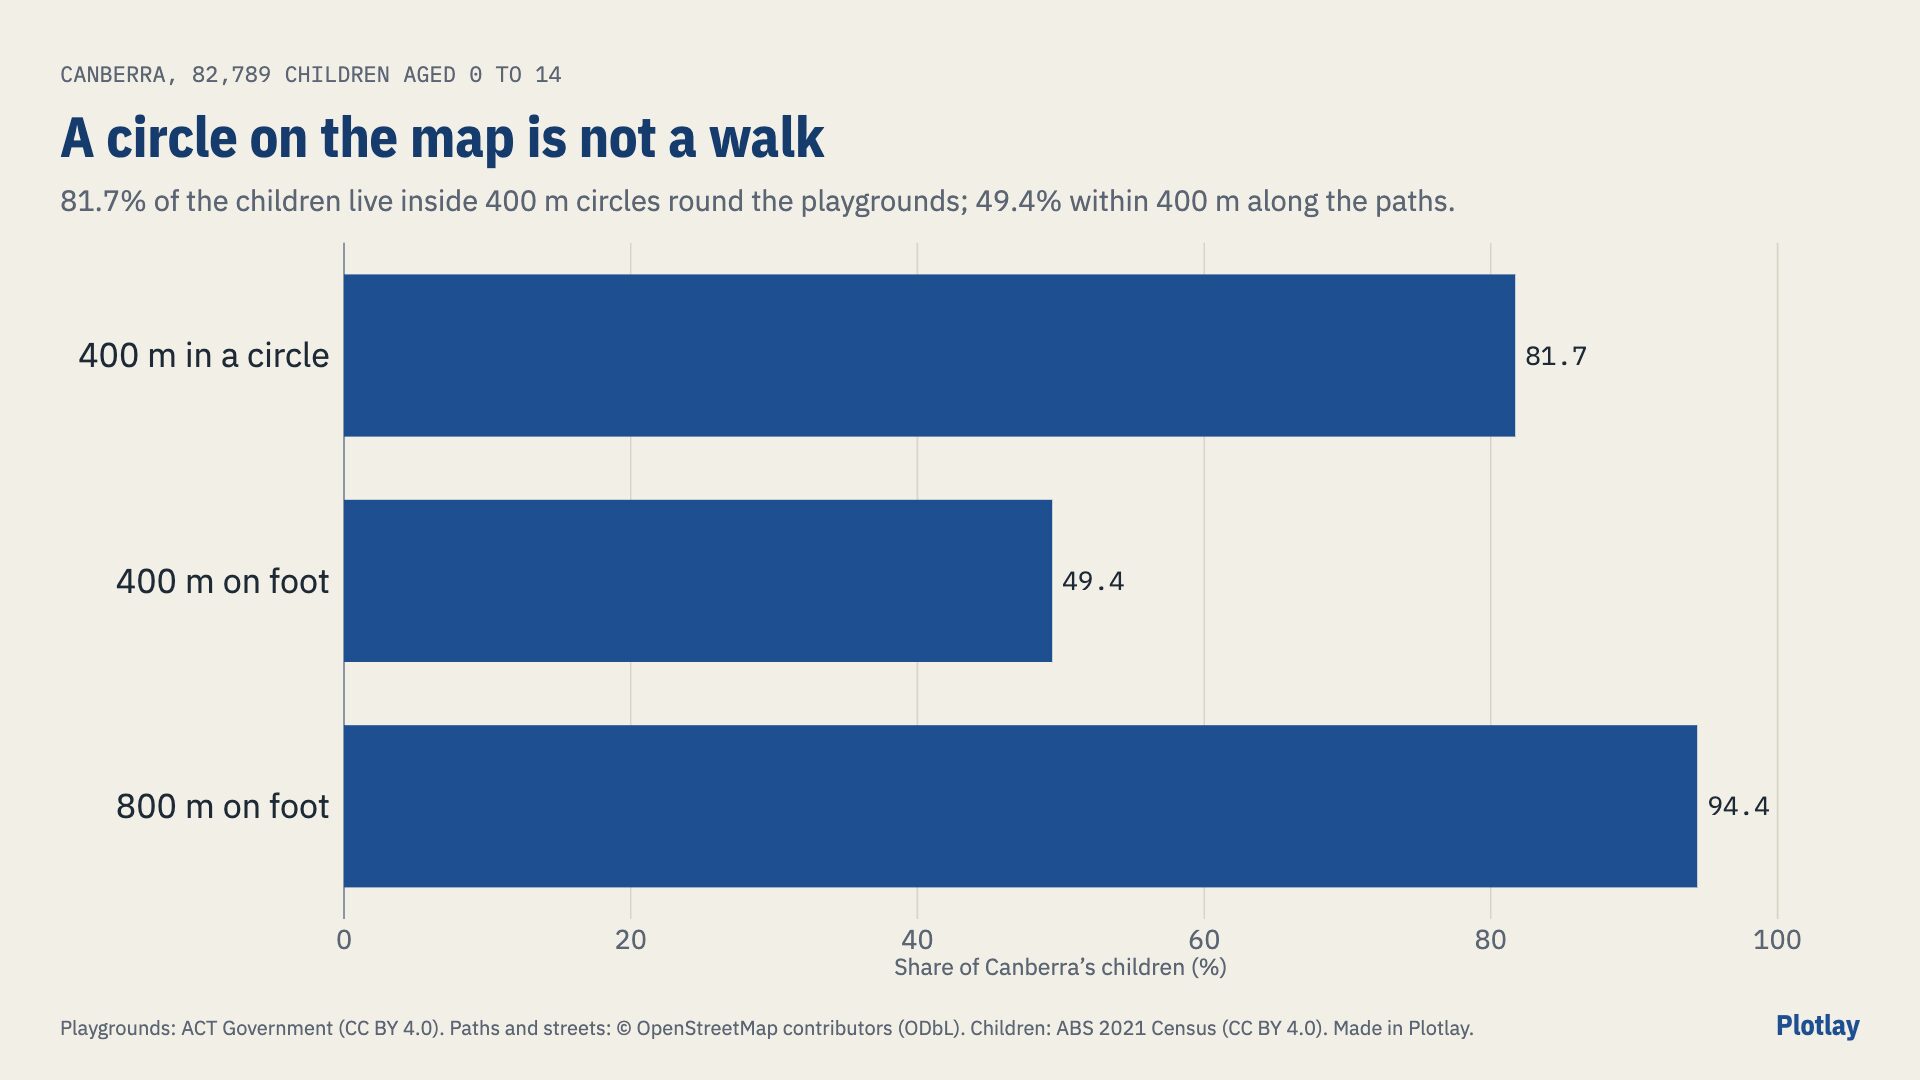 CANBERRA, 82,789 CHILDREN AGED 0 TO 14
A circle on the map is not a walk
81.7% of the children live inside 400 m circles round the playgrounds; 49.4% within 400 m along the paths.
400 m in a circle
81.7
400 m on foot
49.4
800 m on foot
94.4
0 20 40 60 80 100
Share of Canberra’s children (%)
Playgrounds: ACT Government (CC BY 4.0). Paths and streets: © OpenStreetMap contributors (ODbL). Children: ABS 2021 Census (CC BY 4.0). Made in Plotlay.
Plotlay